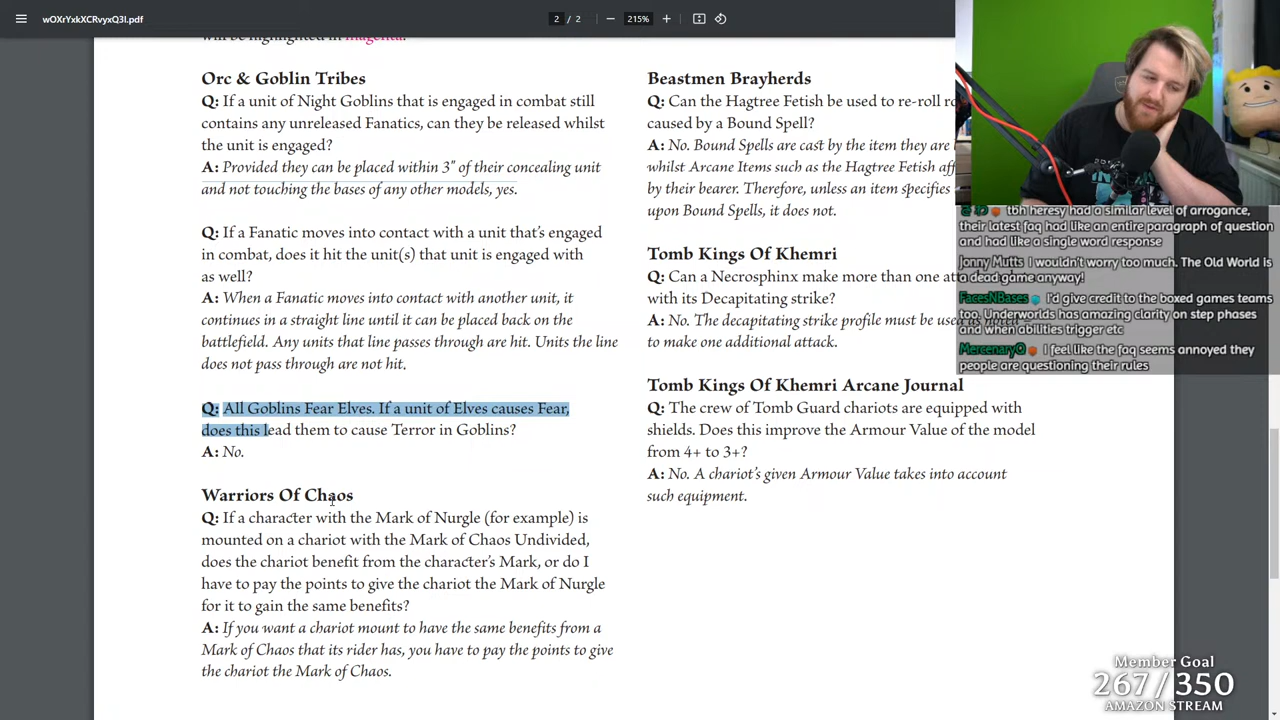 wOXrYxkXCRvyxQ3I.pdf
2 / 2
215%
will be highlighted in magenta.
Orc & Goblin Tribes
Q: If a unit of Night Goblins that is engaged in combat still
contains any unreleased Fanatics, can they be released whilst
the unit is engaged?
A: Provided they can be placed within 3" of their concealing unit
and not touching the bases of any other models, yes.
Q: If a Fanatic moves into contact with a unit that's engaged
in combat, does it hit the unit(s) that unit is engaged with
as well?
A: When a Fanatic moves into contact with another unit, it
continues in a straight line until it can be placed back on the
battlefield. Any units that line passes through are hit. Units the line
does not pass through are not hit.
Q: All Goblins Fear Elves. If a unit of Elves causes Fear,
does this lead them to cause Terror in Goblins?
A: No.
Warriors Of Chaos
Q: If a character with the Mark of Nurgle (for example) is
mounted on a chariot with the Mark of Chaos Undivided,
does the chariot benefit from the character's Mark, or do I
have to pay the points to give the chariot the Mark of Nurgle
for it to gain the same benefits?
A: If you want a chariot mount to have the same benefits from a
Mark of Chaos that its rider has, you have to pay the points to give
the chariot the Mark of Chaos.
Beastmen Brayherds
Q: Can the Hagtree Fetish be used to re-roll ro
caused by a Bound Spell?
A: No. Bound Spells are cast by the item they are b
whilst Arcane Items such as the Hagtree Fetish aff
by their bearer. Therefore, unless an item specifies
upon Bound Spells, it does not.
Tomb Kings Of Khemri
Q: Can a Necrosphinx make more than one att
with its Decapitating strike?
A: No. The decapitating strike profile must be used
to make one additional attack.
Tomb Kings Of Khemri Arcane Journal
Q: The crew of Tomb Guard chariots are equipped with
shields. Does this improve the Armour Value of the model
from 4+ to 3+?
A: No. A chariot's given Armour Value takes into account
such equipment.
tbh heresy had a similar level of arrogance,
their latest faq had like an entire paragraph of question
and had like a single word response
Jonny Mutts I wouldn't worry too much. The Old World is
a dead game anyway!
FacesNBases I'd give credit to the boxed games teams
too. Underworlds has amazing clarity on step phases
and when abilities trigger etc
MercenaryO I feel like the faq seems annoyed they
people are questioning their rules
Member Goal
267/350
AMAZON STREAM